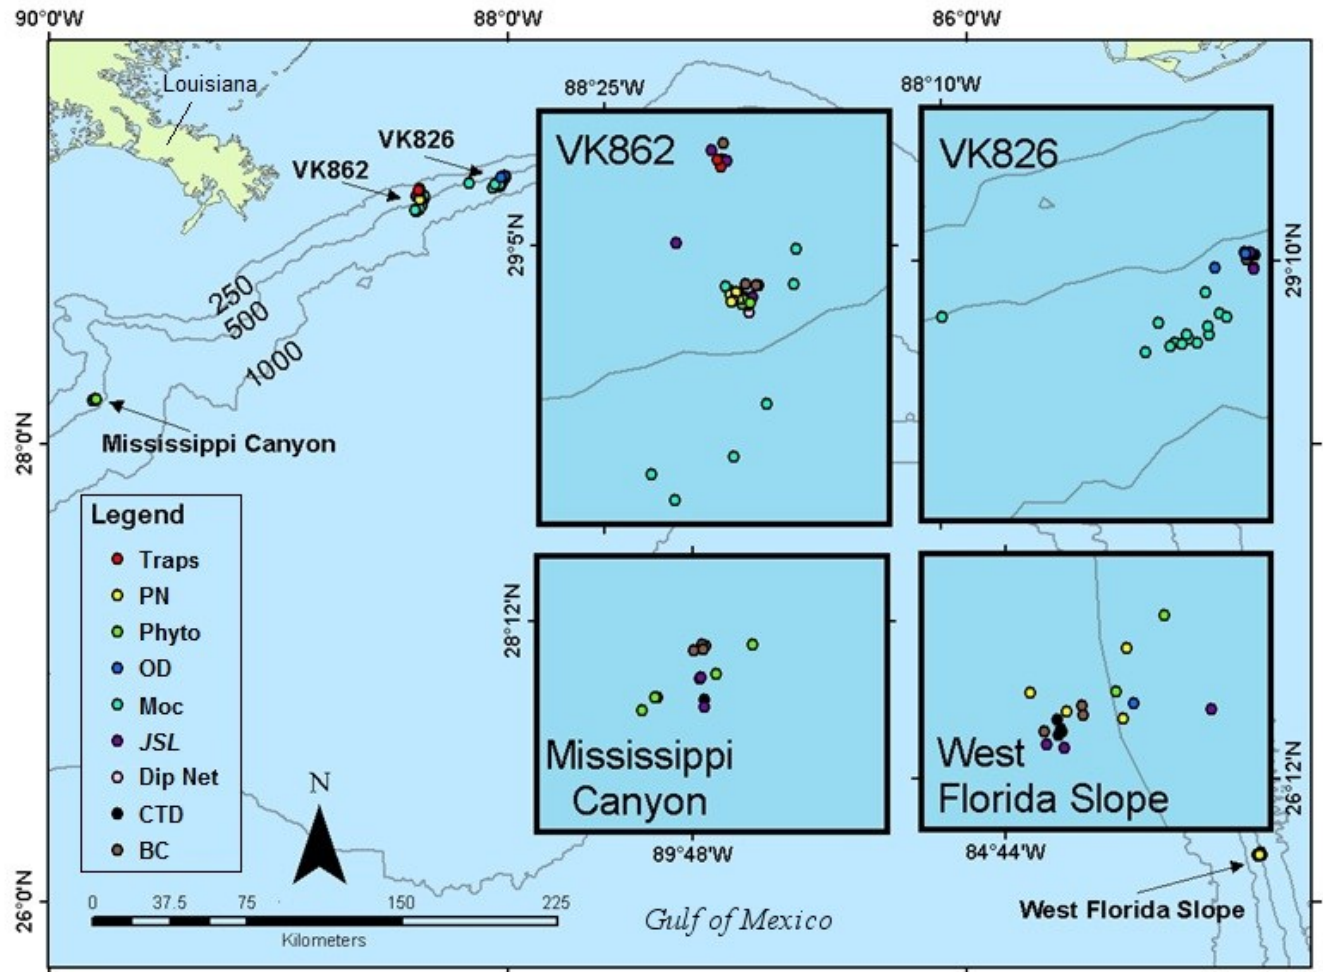 90°0'W
88°0'W
86°0'W
Louisiana
VK826
VK862
88°25'W
88°10'W
VK862
VK826
29°5'N
29°10'N
250
500
1000
Mississippi Canyon
28°0'N
Legend
Traps
PN
Phyto
OD
Moc
JSL
Dip Net
CTD
BC
28°12'N
Mississippi
Canyon
89°48'W
West
Florida Slope
26°12'N
84°44'W
West Florida Slope
N
26°0'N
0 37.5 75 150 225
Kilometers
Gulf of Mexico